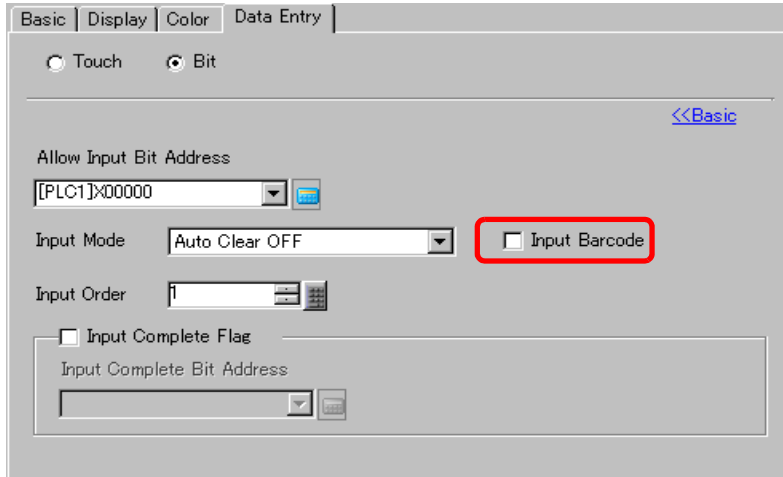 Basic Display Color Data Entry
Touch Bit
<<Basic
Allow Input Bit Address
[PLC1]X00000
Input Mode Auto Clear OFF Input Barcode
Input Order 1
Input Complete Flag
Input Complete Bit Address